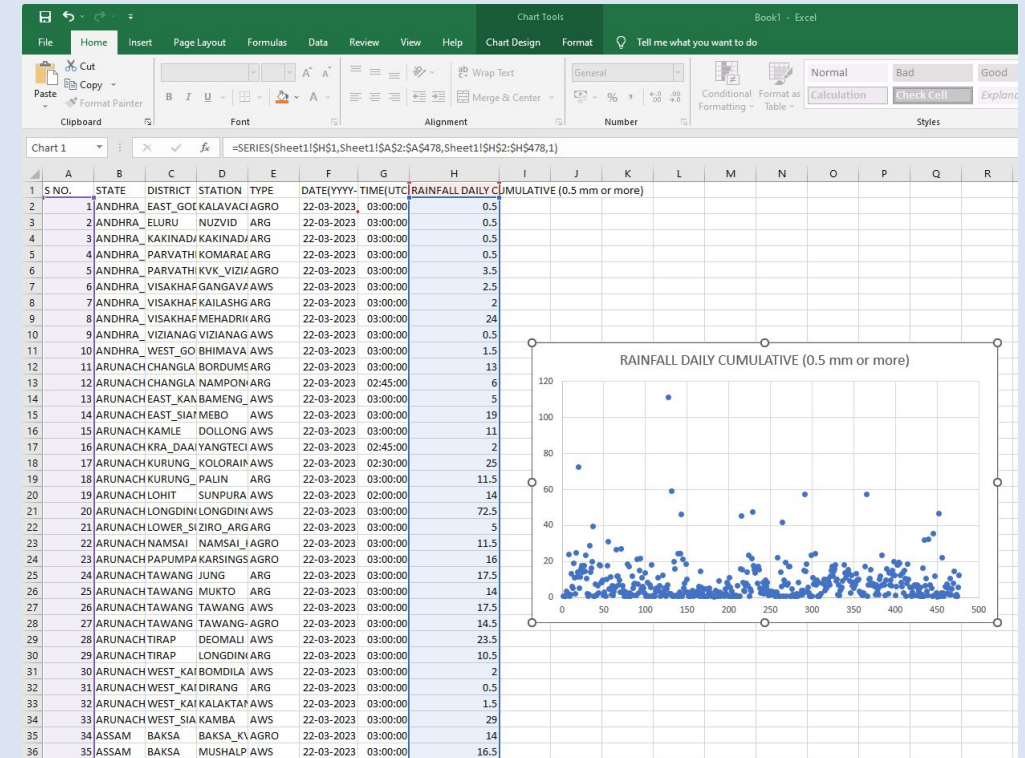 Chart Tools
Book1 - Excel
File Home Insert Page Layout Formulas Data Review View Help Chart Design Format Tell me what you want to do
Paste
Cut
Copy
Format Painter
B I U
Wrap Text
Merge & Center
General
Conditional Formatting
Format as Table
Normal Bad Good
Calculation Check Cell
Clipboard Font Alignment Number Styles
Chart 1 fx =SERIES(Sheet1!$H$1,Sheet1!$A$2:$A$478,Sheet1!$H$2:$H$478,1)
A B C D E F G H I J K L M N O P Q R
1 S NO. STATE DISTRICT STATION TYPE DATE(YYYY- TIME(UTC RAINFALL DAILY CUMULATIVE (0.5 mm or more)
2 1 ANDHRA_ EAST_GOD KALAVACH AGRO 22-03-2023 03:00:00 0.5
3 2 ANDHRA_ ELURU NUZVID ARG 22-03-2023 03:00:00 0.5
4 3 ANDHRA_ KAKINADA KAKINADA ARG 22-03-2023 03:00:00 0.5
5 4 ANDHRA_ PARVATHI KOMARAD ARG 22-03-2023 03:00:00 0.5
6 5 ANDHRA_ PARVATHI KVK_VIZIA AGRO 22-03-2023 03:00:00 3.5
7 6 ANDHRA_ VISAKHAP GANGAVA AWS 22-03-2023 03:00:00 2.5
8 7 ANDHRA_ VISAKHAP KAILASHG ARG 22-03-2023 03:00:00 2
9 8 ANDHRA_ VISAKHAP MEHADRI ARG 22-03-2023 03:00:00 24
10 9 ANDHRA_ VIZIANAG VIZIANAG AWS 22-03-2023 03:00:00 0.5
11 10 ANDHRA_ WEST_GO BHIMAVA AWS 22-03-2023 03:00:00 1.5
12 11 ARUNACH CHANGLA BORDUMS ARG 22-03-2023 03:00:00 13
13 12 ARUNACH CHANGLA NAMPONG ARG 22-03-2023 02:45:00 6
14 13 ARUNACH EAST_KAM BAMENG_ AWS 22-03-2023 03:00:00 5
15 14 ARUNACH EAST_SIAN MEBO AWS 22-03-2023 03:00:00 19
16 15 ARUNACH KAMLE DOLLONG AWS 22-03-2023 03:00:00 11
17 16 ARUNACH KRA_DAAI YANGTECI AWS 22-03-2023 02:45:00 2
18 17 ARUNACH KURUNG_ KOLORAIN AWS 22-03-2023 02:30:00 25
19 18 ARUNACH KURUNG_ PALIN ARG 22-03-2023 03:00:00 11.5
20 19 ARUNACH LOHIT SUNPURA AWS 22-03-2023 02:00:00 14
21 20 ARUNACH LONGDING LONGDING AWS 22-03-2023 03:00:00 72.5
22 21 ARUNACH LOWER_SU ZIRO_ARG ARG 22-03-2023 03:00:00 5
23 22 ARUNACH NAMSAI NAMSAI_K AGRO 22-03-2023 03:00:00 11.5
24 23 ARUNACH PAPUMPA KARSINGS AGRO 22-03-2023 03:00:00 16
25 24 ARUNACH TAWANG JUNG ARG 22-03-2023 03:00:00 17.5
26 25 ARUNACH TAWANG MUKTO ARG 22-03-2023 03:00:00 14
27 26 ARUNACH TAWANG TAWANG AWS 22-03-2023 03:00:00 17.5
28 27 ARUNACH TAWANG TAWANG- AGRO 22-03-2023 03:00:00 14.5
29 28 ARUNACH TIRAP DEOMALI AWS 22-03-2023 03:00:00 23.5
30 29 ARUNACH TIRAP LONGDING ARG 22-03-2023 03:00:00 10.5
31 30 ARUNACH WEST_KAM BOMDILA AWS 22-03-2023 03:00:00 2
32 31 ARUNACH WEST_KAM DIRANG ARG 22-03-2023 03:00:00 0.5
33 32 ARUNACH WEST_KAM KALAKTAN AWS 22-03-2023 03:00:00 1.5
34 33 ARUNACH WEST_SIA KAMBA AWS 22-03-2023 03:00:00 29
35 34 ASSAM BAKSA BAKSA_KV AGRO 22-03-2023 03:00:00 14
36 35 ASSAM BAKSA MUSHALP AWS 22-03-2023 03:00:00 16.5
RAINFALL DAILY CUMULATIVE (0.5 mm or more)
120
100
80
60
40
20
0
0 50 100 150 200 250 300 350 400 450 500